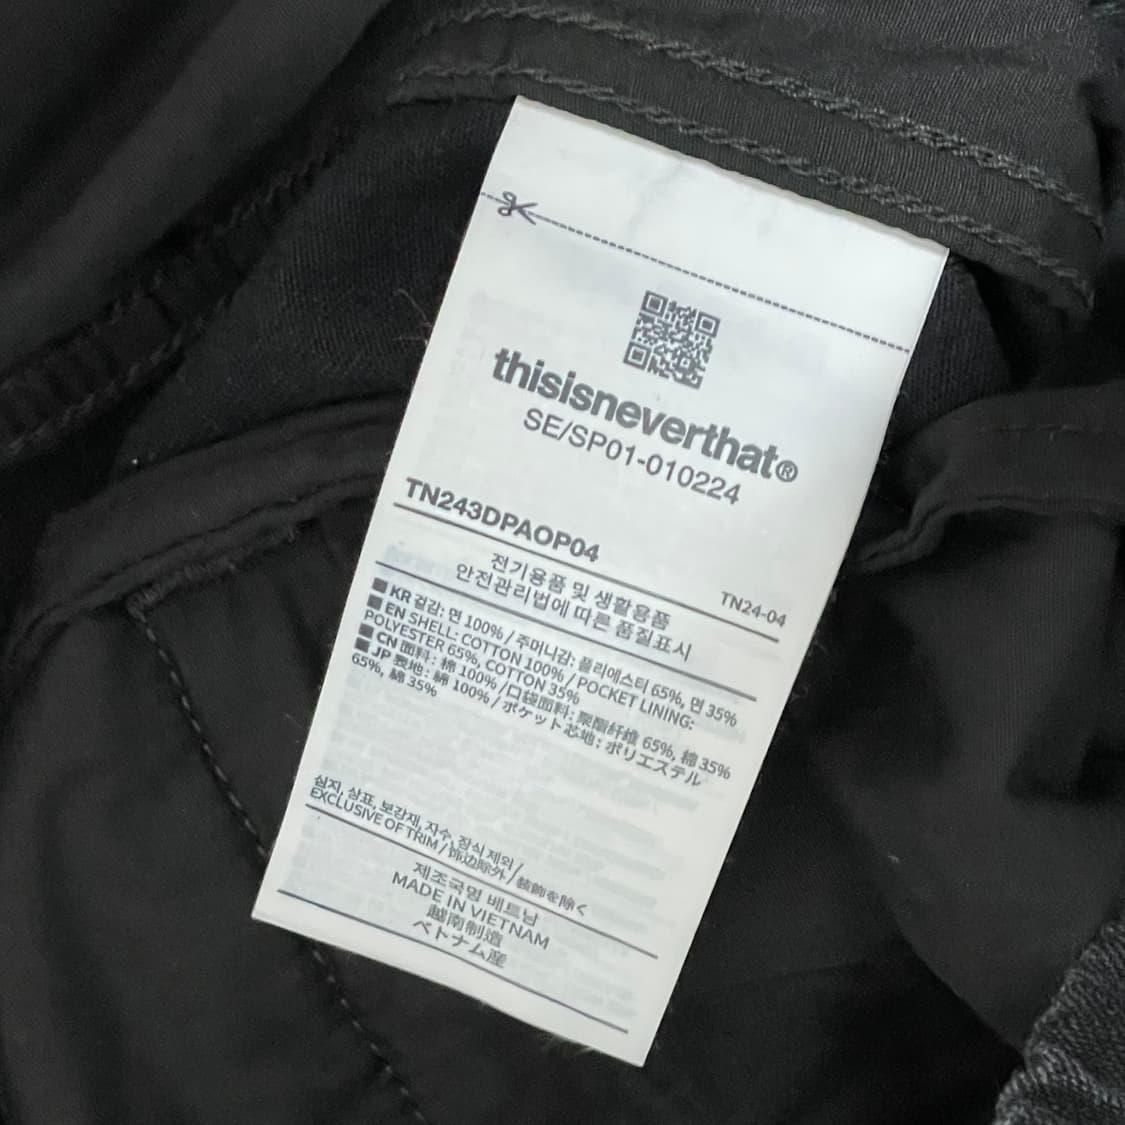 thisisneverthat®
SE/SP01-010224
TN243DPAOP04
TN24-04
전기용품 및 생활용품
안전관리법에 따른 품질표시
■ KR 겉감: 면 100% / 주머니감: 폴리에스터 65%, 면 35%
■ EN SHELL: COTTON 100% / POCKET LINING:
POLYESTER 65%, COTTON 35%
■ CN 面料: 棉 100% /口袋面料: 聚酯纤维 65%, 棉 35%
■ JP 表地: 綿 100% / ポケット芯地: ポリエステル
65%, 綿 35%
심지, 상표, 보강재, 자수, 장식 제외 /
EXCLUSIVE OF TRIM / 饰边除外 / 装飾を除く
제조국명 베트남
MADE IN VIETNAM
越南制造
ベトナム産